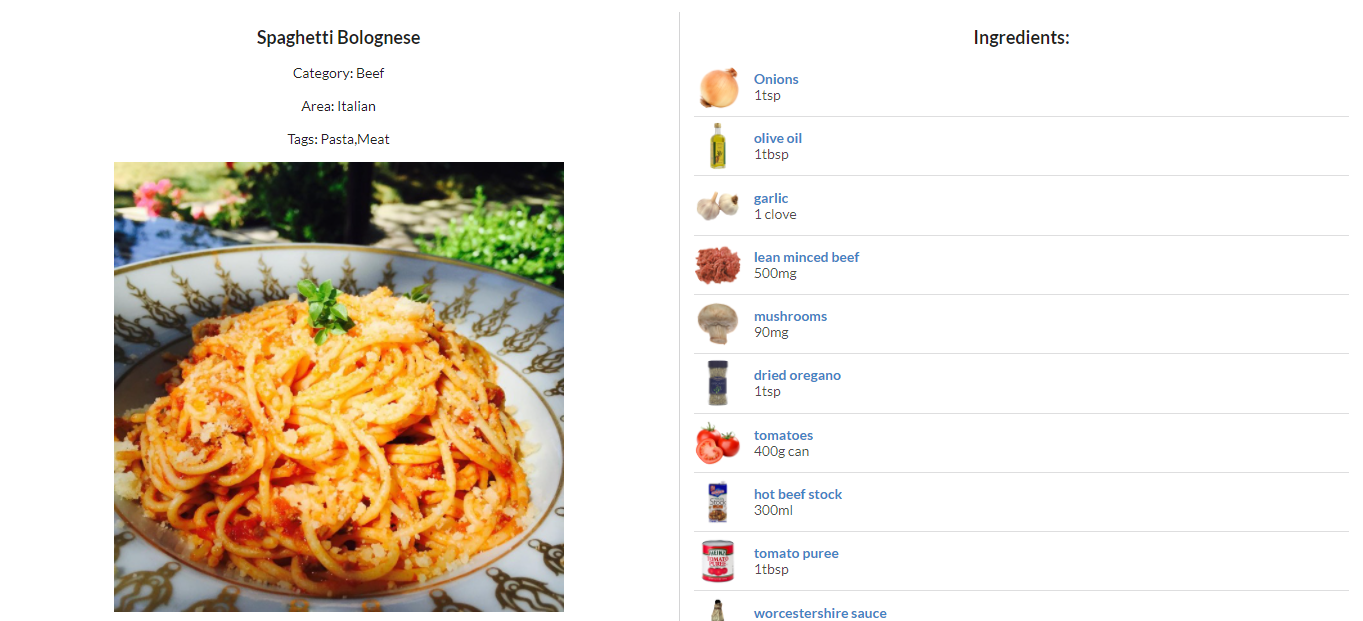 Spaghetti Bolognese
Category: Beef
Area: Italian
Tags: Pasta,Meat
Ingredients:
Onions
1tsp
olive oil
1tbsp
garlic
1 clove
lean minced beef
500mg
mushrooms
90mg
dried oregano
1tsp
tomatoes
400g can
hot beef stock
300ml
tomato puree
1tbsp
worcestershire sauce